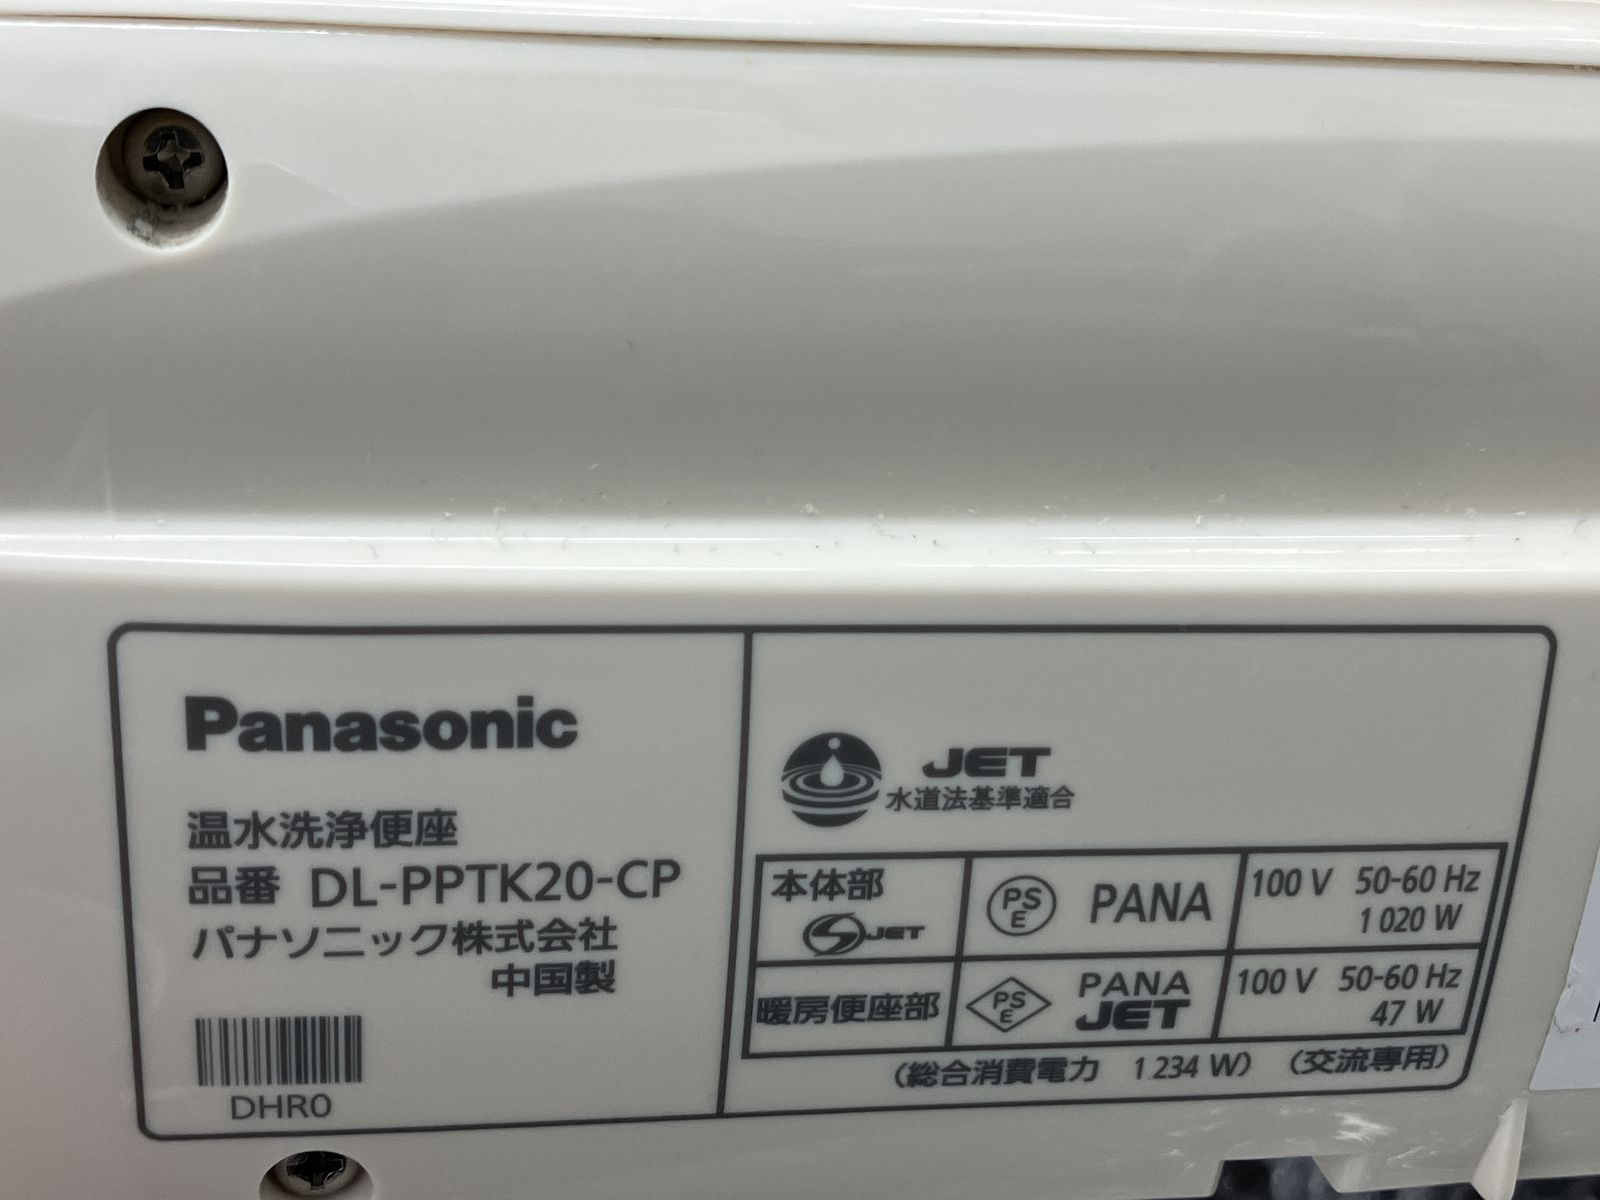 Panasonic
温水洗浄便座
品番 DL-PPTK20-CP
パナソニック株式会社
中国製
DHR0
JET
水道法基準適合
本体部
S JET
PS
E
PANA
100 V 50-60 Hz
1 020 W
暖房便座部
PS
E
PANA
JET
100 V 50-60 Hz
47 W
(総合消費電力 1 234 W) (交流専用)